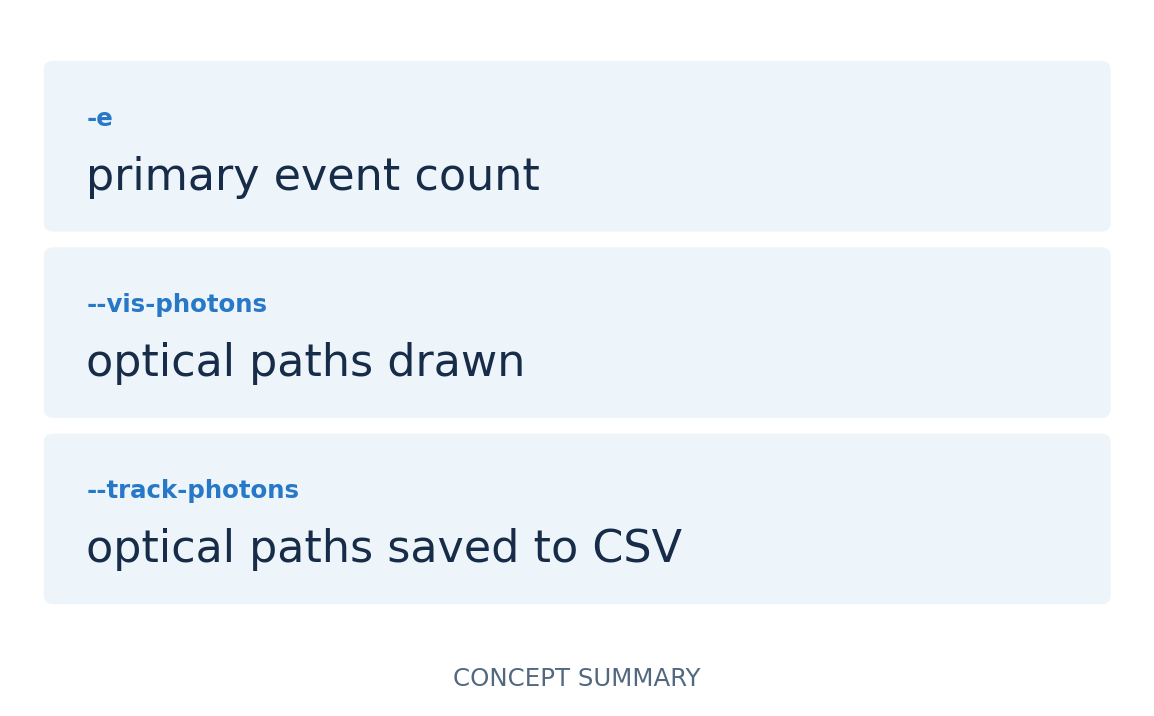 -e
primary event count
--vis-photons
optical paths drawn
--track-photons
optical paths saved to CSV
CONCEPT SUMMARY